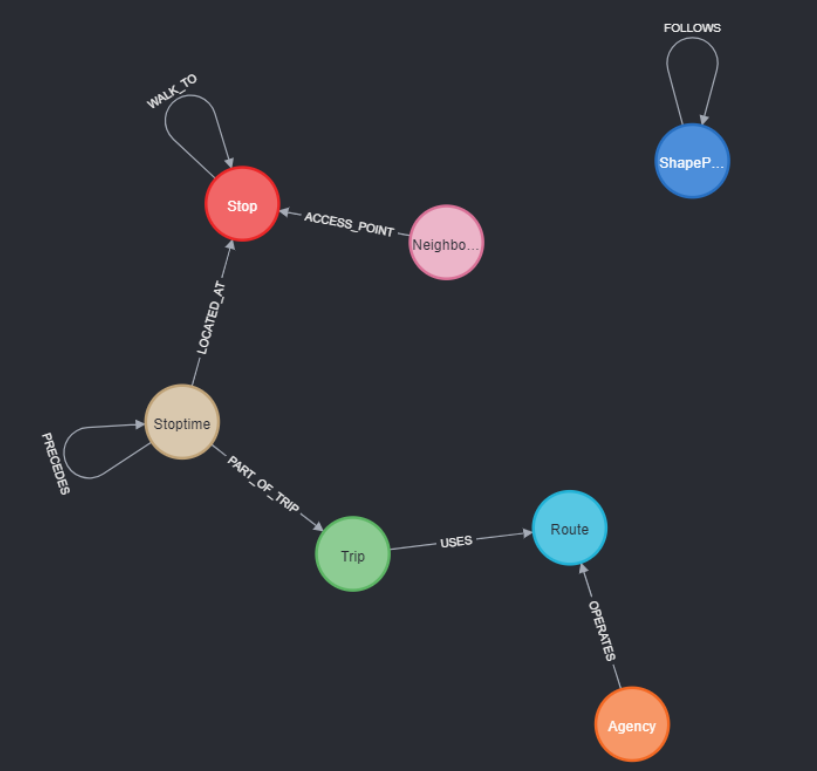 FOLLOWS
WALK_TO
ShapeP...
Stop
ACCESS_POINT
Neighbo...
LOCATED_AT
Stoptime
PRECEDES
PART_OF_TRIP
USES
Route
Trip
OPERATES
Agency